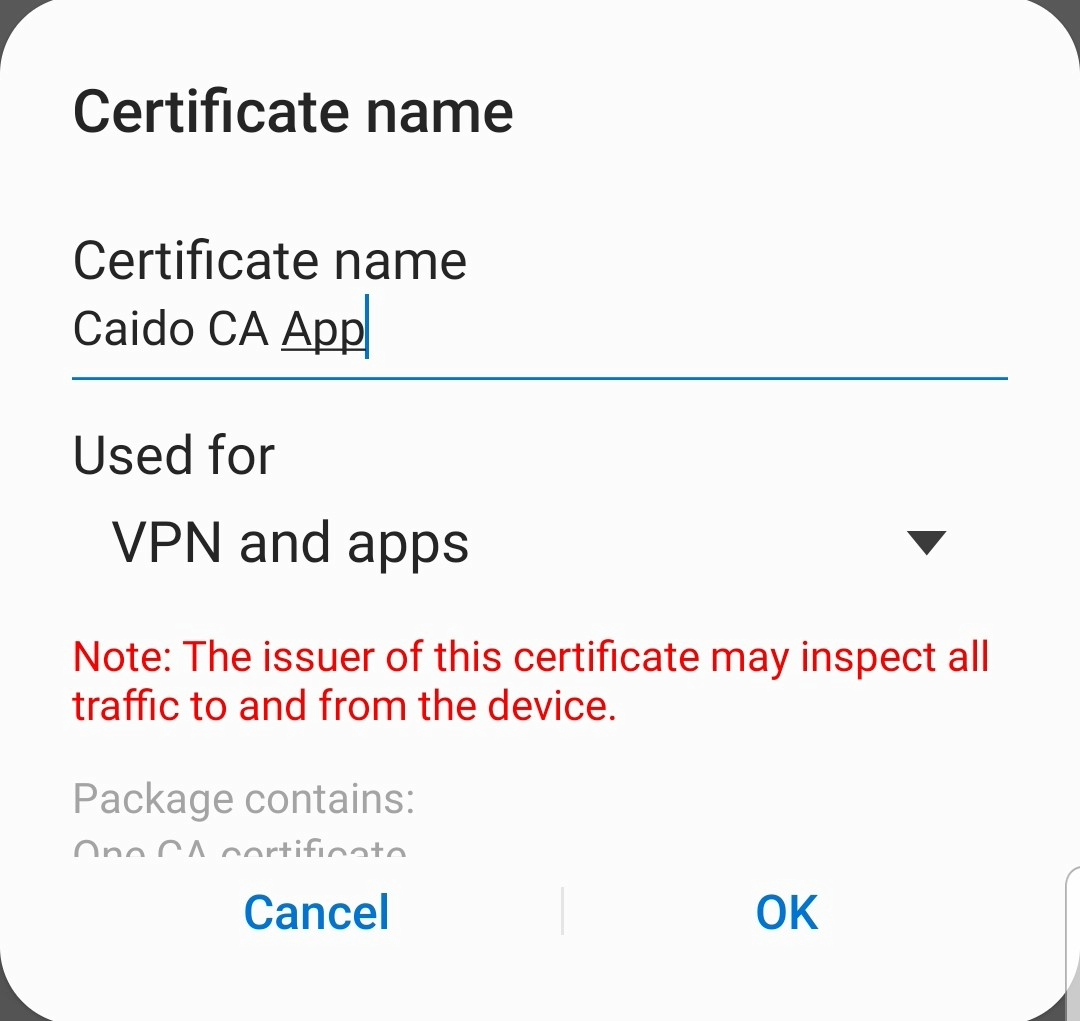 Certificate name
Certificate name
Caido CA App
Used for
VPN and apps
Note: The issuer of this certificate may inspect all
traffic to and from the device.
Package contains:
One CA certificate
Cancel
OK